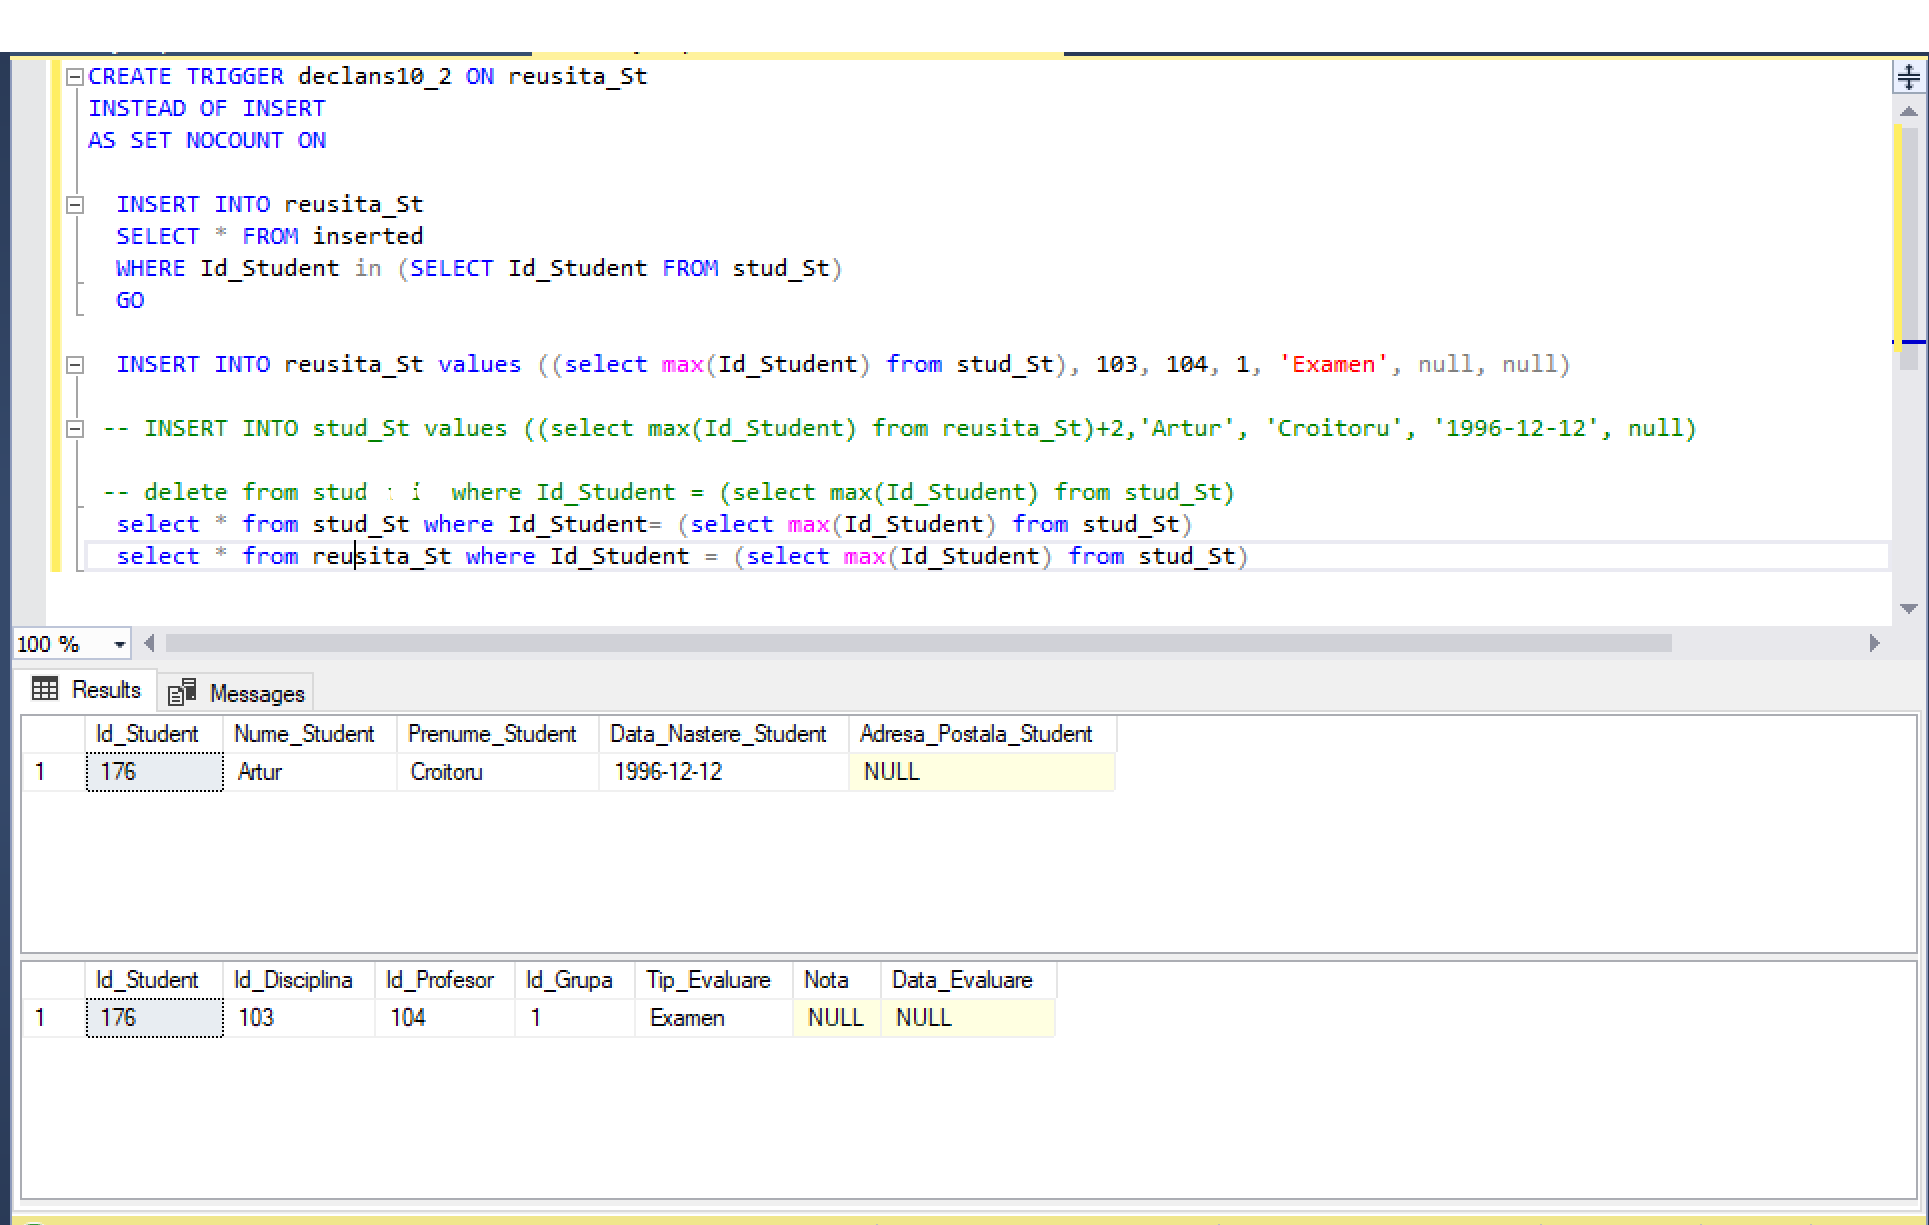 CREATE TRIGGER declans10_2 ON reusita_St
INSTEAD OF INSERT
AS SET NOCOUNT ON
INSERT INTO reusita_St
SELECT * FROM inserted
WHERE Id_Student in (SELECT Id_Student FROM stud_St)
GO
INSERT INTO reusita_St values ((select max(Id_Student) from stud_St), 103, 104, 1, 'Examen', null, null)
-- INSERT INTO stud_St values ((select max(Id_Student) from reusita_St)+2,'Artur', 'Croitoru', '1996-12-12', null)
-- delete from stud where Id_Student = (select max(Id_Student) from stud_St)
select * from stud_St where Id_Student= (select max(Id_Student) from stud_St)
select * from reusita_St where Id_Student = (select max(Id_Student) from stud_St)
100 %
Results Messages
Id_Student Nume_Student Prenume_Student Data_Nastere_Student Adresa_Postala_Student
1 176 Artur Croitoru 1996-12-12 NULL
Id_Student Id_Disciplina Id_Profesor Id_Grupa Tip_Evaluare Nota Data_Evaluare
1 176 103 104 1 Examen NULL NULL